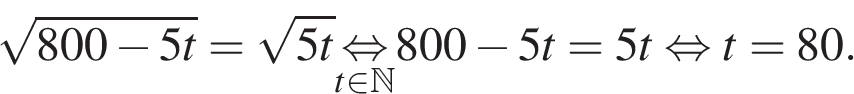 √(800 − 5t) = √(5t) ⇔_{t∈ℕ} 800 − 5t = 5t ⇔ t = 80.